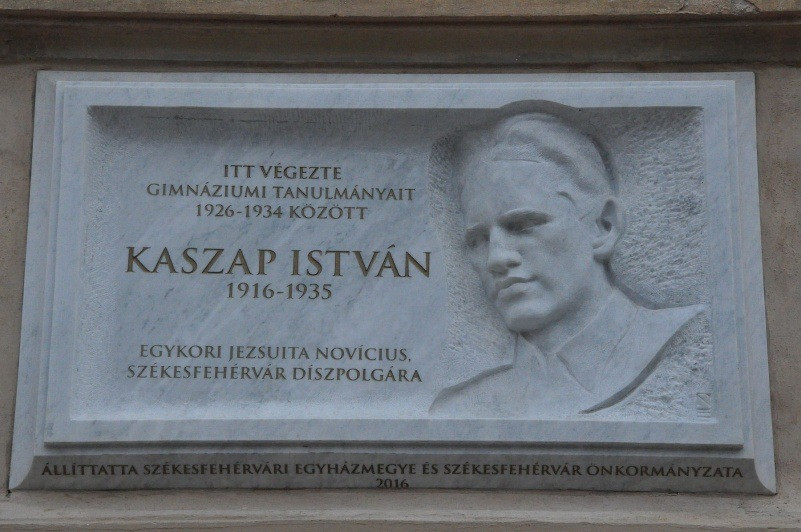 ITT VÉGEZTE
GIMNÁZIUMI TANULMÁNYAIT
1926-1934 KÖZÖTT
KASZAP ISTVÁN
1916-1935
EGYKORI JEZSUITA NOVÍCIUS,
SZÉKESFEHÉRVÁR DÍSZPOLGÁRA
ÁLLÍTTATTA SZÉKESFEHÉRVÁRI EGYHÁZMEGYE ÉS SZÉKESFEHÉRVÁR ÖNKORMÁNYZATA
2016